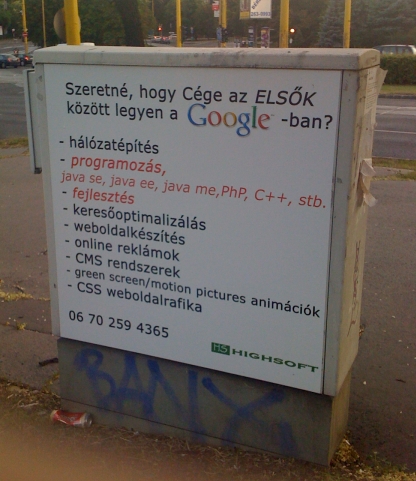 Szeretné, hogy Cége az ELSŐK
között legyen a Google -ban?
- hálózatépítés
- programozás,
java se, java ee, java me,PhP, C++, stb.
- fejlesztés
- keresőoptimalizálás
- weboldalkészítés
- online reklámok
- CMS rendszerek
- green screen/motion pictures animációk
- CSS weboldalrafika
06 70 259 4365
HS HIGHSOFT
BANX